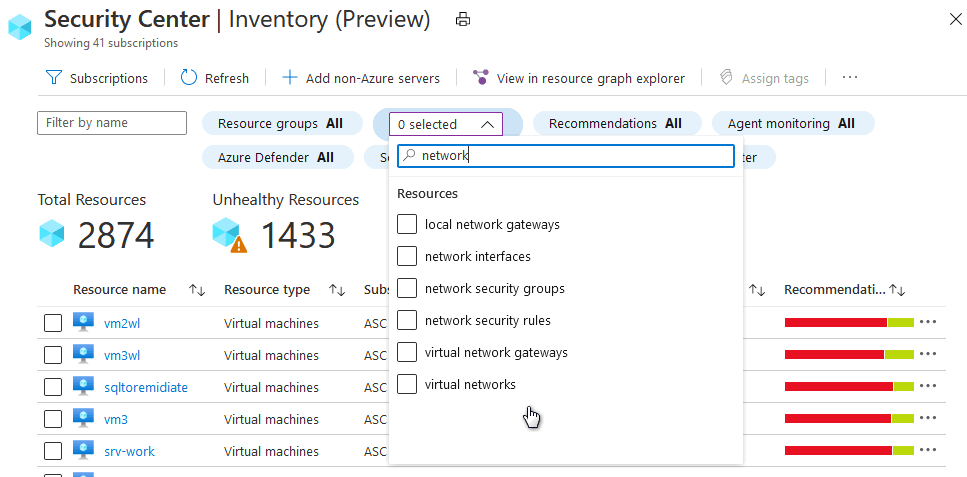 Security Center | Inventory (Preview)
Showing 41 subscriptions
Subscriptions Refresh Add non-Azure servers View in resource graph explorer Assign tags ...
Filter by name Resource groups All 0 selected Recommendations All Agent monitoring All
Azure Defender All
network
Total Resources Unhealthy Resources
2874 1433
Resources
local network gateways
network interfaces
network security groups
network security rules
virtual network gateways
virtual networks
Resource name Resource type Recommendati...
vm2wl Virtual machines ASC ...
vm3wl Virtual machines ASC ...
sqltoremidiate Virtual machines ASC ...
vm3 Virtual machines ASC ...
srv-work Virtual machines ASC ...